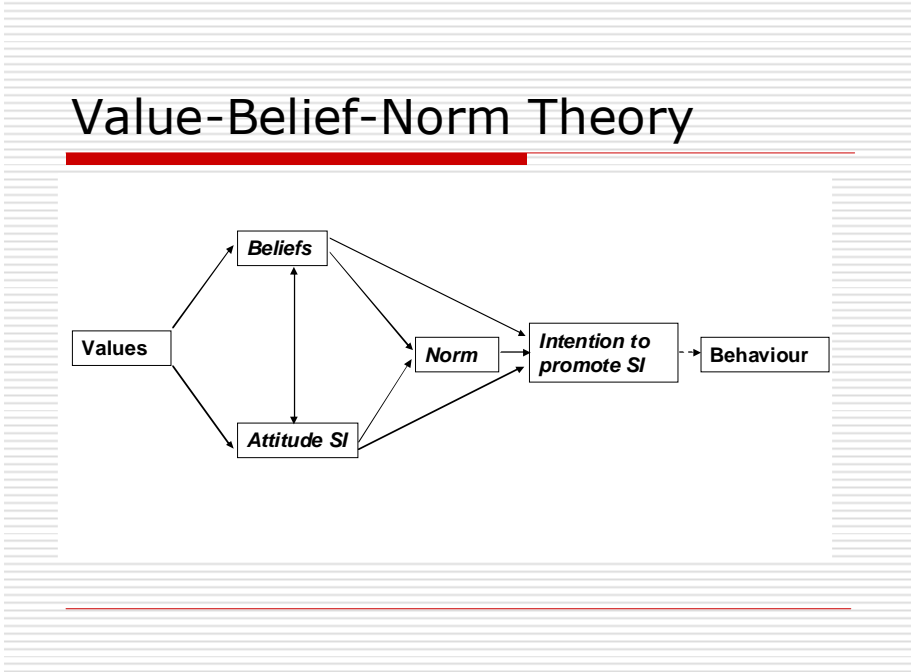 Value-Belief-Norm Theory
Beliefs
Values
Norm
Intention to
promote SI
Behaviour
Attitude SI